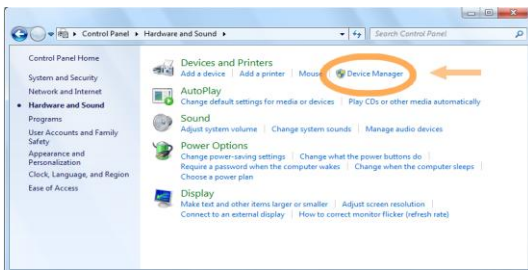 Control Panel ▸ Hardware and Sound ▸
Search Control Panel
Control Panel Home
System and Security
Network and Internet
Hardware and Sound
Programs
User Accounts and Family
Safety
Appearance and
Personalization
Clock, Language, and Region
Ease of Access
Devices and Printers
Add a device | Add a printer | Mouse | Device Manager
AutoPlay
Change default settings for media or devices | Play CDs or other media automatically
Sound
Adjust system volume | Change system sounds | Manage audio devices
Power Options
Change power-saving settings | Change what the power buttons do |
Require a password when the computer wakes | Change when the computer sleeps |
Choose a power plan
Display
Make text and other items larger or smaller | Adjust screen resolution |
Connect to an external display | How to correct monitor flicker (refresh rate)